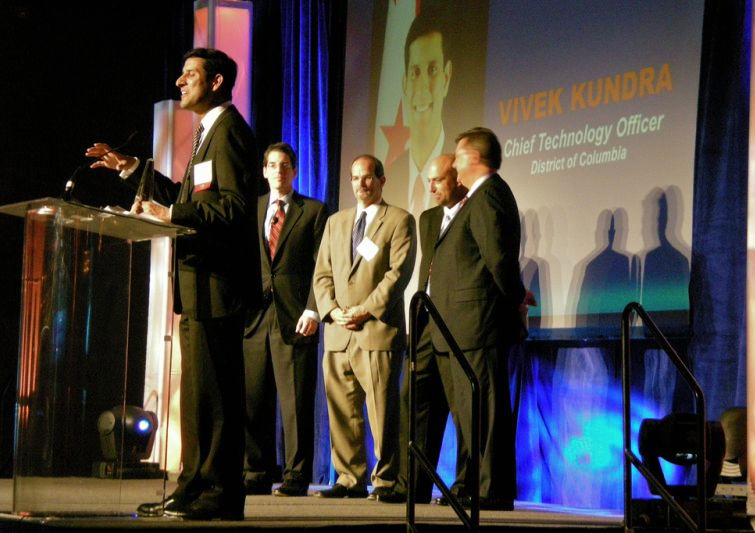 VIVEK KUNDRA
Chief Technology Officer
District of Columbia